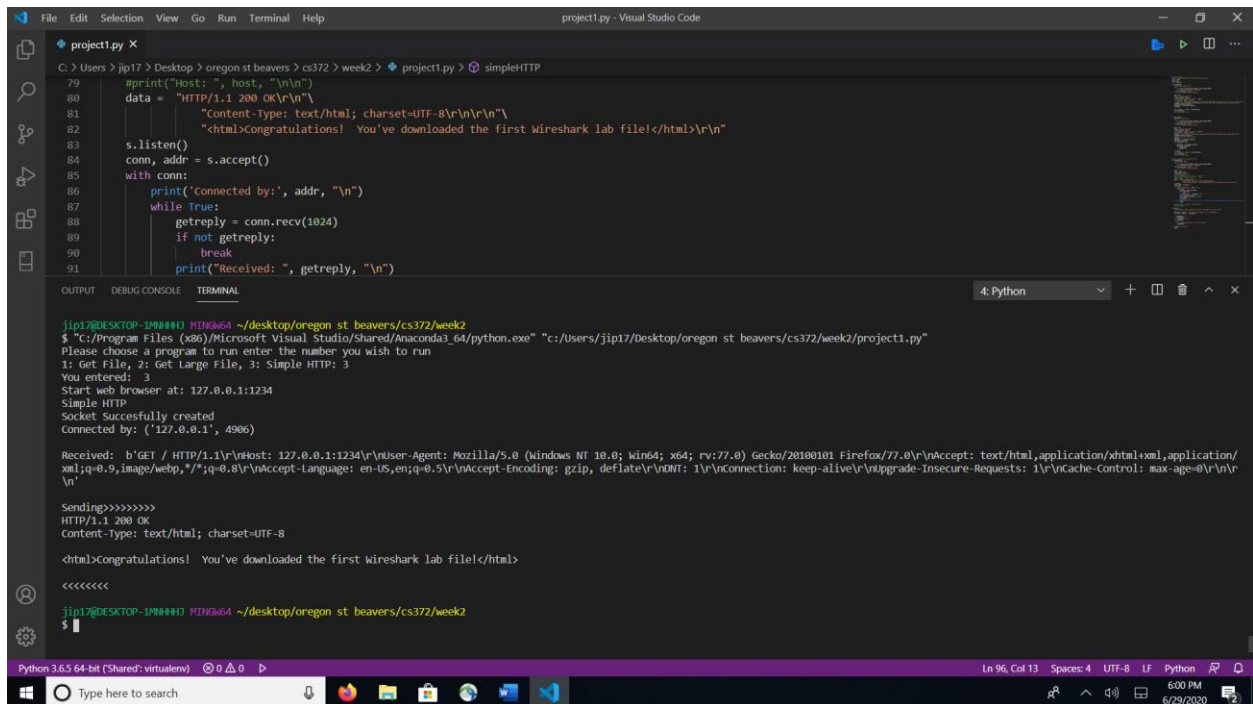 File Edit Selection View Go Run Terminal Help
project1.py - Visual Studio Code
project1.py
C: > Users > jip17 > Desktop > oregon st beavers > cs372 > week2 > project1.py > simpleHTTP
79 #print("Host: ", host, "\n\n")
80 data = "HTTP/1.1 200 OK\r\n"\
81 "Content-Type: text/html; charset=UTF-8\r\n\r\n"\
82 "<html>Congratulations!  You've downloaded the first Wireshark lab file!</html>\r\n"
83 s.listen()
84 conn, addr = s.accept()
85 with conn:
86 print('Connected by:', addr, "\n")
87 while True:
88 getreply = conn.recv(1024)
89 if not getreply:
90 break
91 print("Received: ", getreply, "\n")
OUTPUT DEBUG CONSOLE TERMINAL
4: Python
jip17@DESKTOP-1MNHHHJ MINGW64 ~/desktop/oregon st beavers/cs372/week2
$ "C:/Program Files (x86)/Microsoft Visual Studio/Shared/Anaconda3_64/python.exe" "c:/Users/jip17/Desktop/oregon st beavers/cs372/week2/project1.py"
Please choose a program to run enter the number you wish to run
1: Get File, 2: Get Large File, 3: Simple HTTP: 3
You entered:  3
Start web browser at: 127.0.0.1:1234
Simple HTTP
Socket Succesfully created
Connected by: ('127.0.0.1', 4906)
Received:  b'GET / HTTP/1.1\r\nHost: 127.0.0.1:1234\r\nUser-Agent: Mozilla/5.0 (Windows NT 10.0; Win64; x64; rv:77.0) Gecko/20100101 Firefox/77.0\r\nAccept: text/html,application/xhtml+xml,application/
xml;q=0.9,image/webp,*/*;q=0.8\r\nAccept-Language: en-US,en;q=0.5\r\nAccept-Encoding: gzip, deflate\r\nDNT: 1\r\nConnection: keep-alive\r\nUpgrade-Insecure-Requests: 1\r\nCache-Control: max-age=0\r\n\r
\n'
Sending>>>>>>>>>
HTTP/1.1 200 OK
Content-Type: text/html; charset=UTF-8
<html>Congratulations!  You've downloaded the first Wireshark lab file!</html>
<<<<<<<<
jip17@DESKTOP-1MNHHHJ MINGW64 ~/desktop/oregon st beavers/cs372/week2
$
Python 3.6.5 64-bit ('Shared': virtualenv) 0 0
Ln 96, Col 13 Spaces: 4 UTF-8 LF Python
Type here to search
6:00 PM
6/29/2020
2